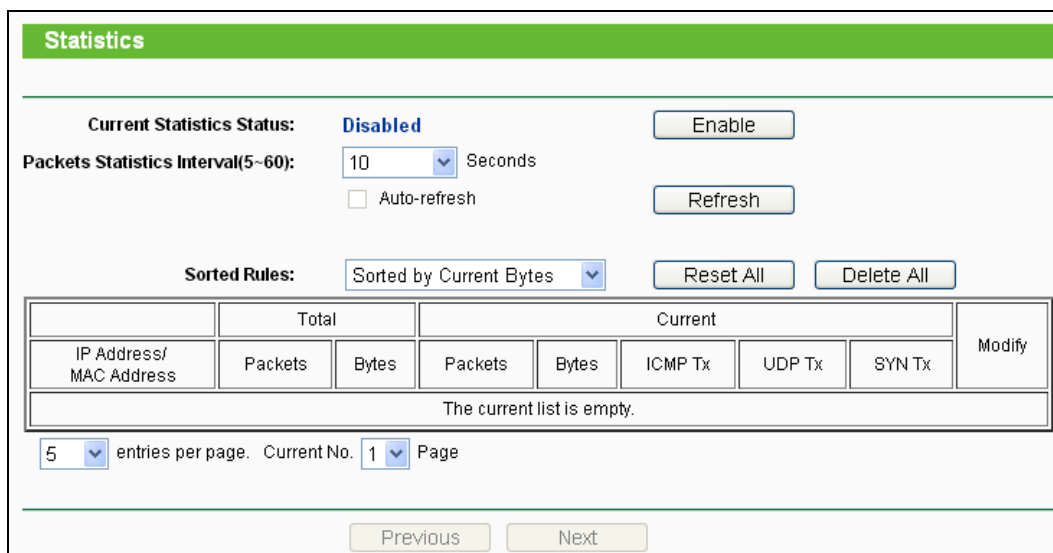 Statistics
Current Statistics Status: Disabled Enable
Packets Statistics Interval(5~60): 10 Seconds
Auto-refresh Refresh
Sorted Rules: Sorted by Current Bytes Reset All Delete All
Total Current Modify
IP Address/
MAC Address Packets Bytes Packets Bytes ICMP Tx UDP Tx SYN Tx
The current list is empty.
5 entries per page. Current No. 1 Page
Previous Next